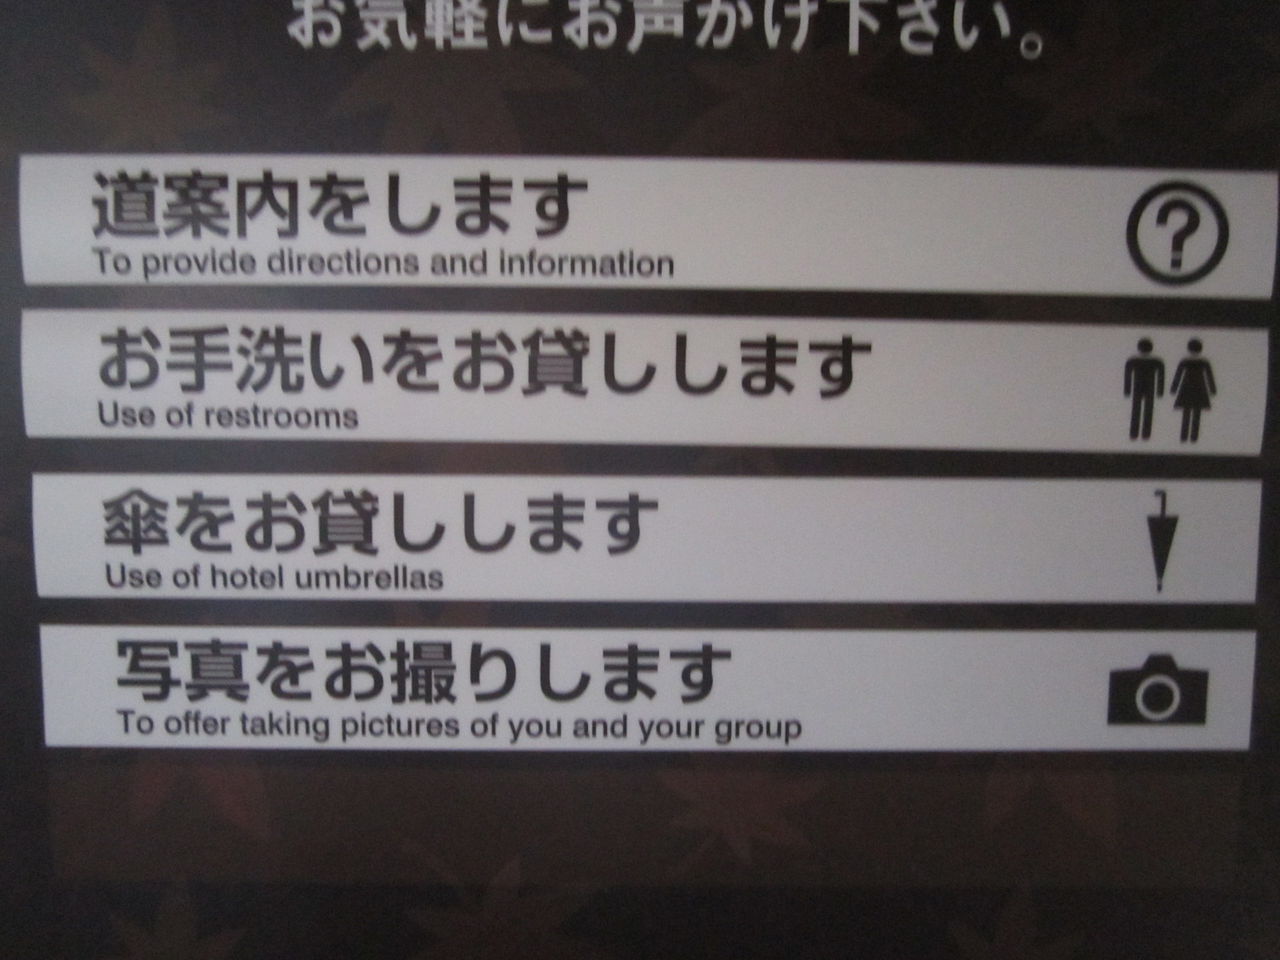 お気軽にお声かけ下さい。
道案内をします
To provide directions and information
お手洗いをお貸しします
Use of restrooms
傘をお貸しします
Use of hotel umbrellas
写真をお撮りします
To offer taking pictures of you and your group